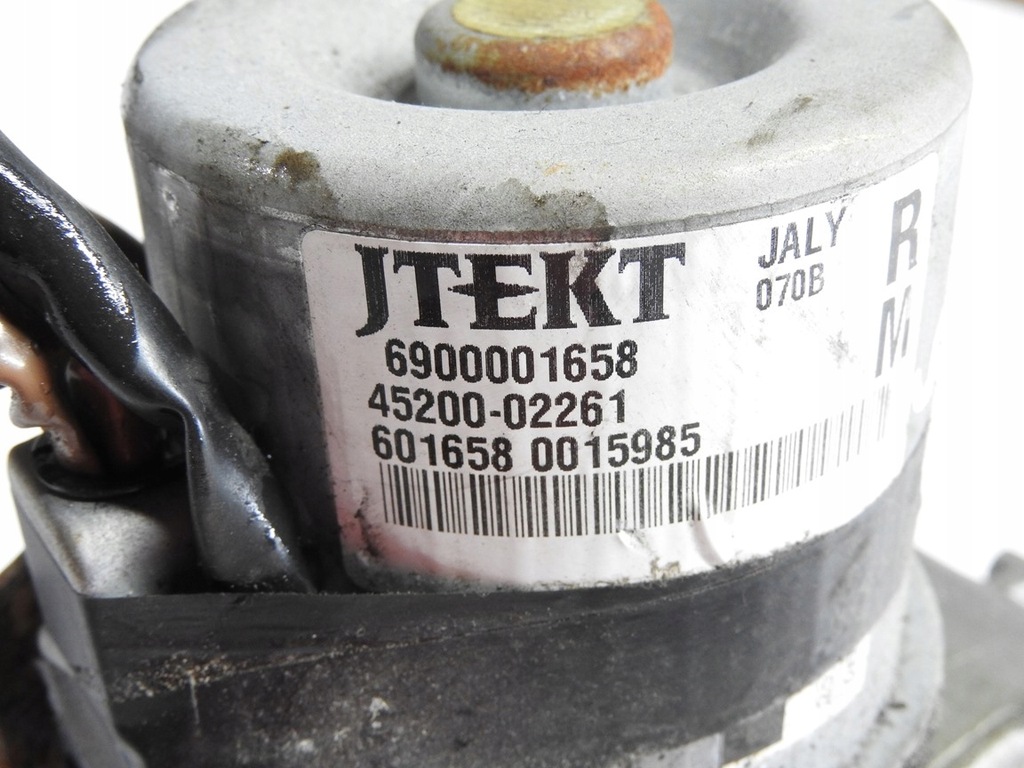 JTEKT
JALY
070B
R
M
6900001658
45200-02261
601658 0015985